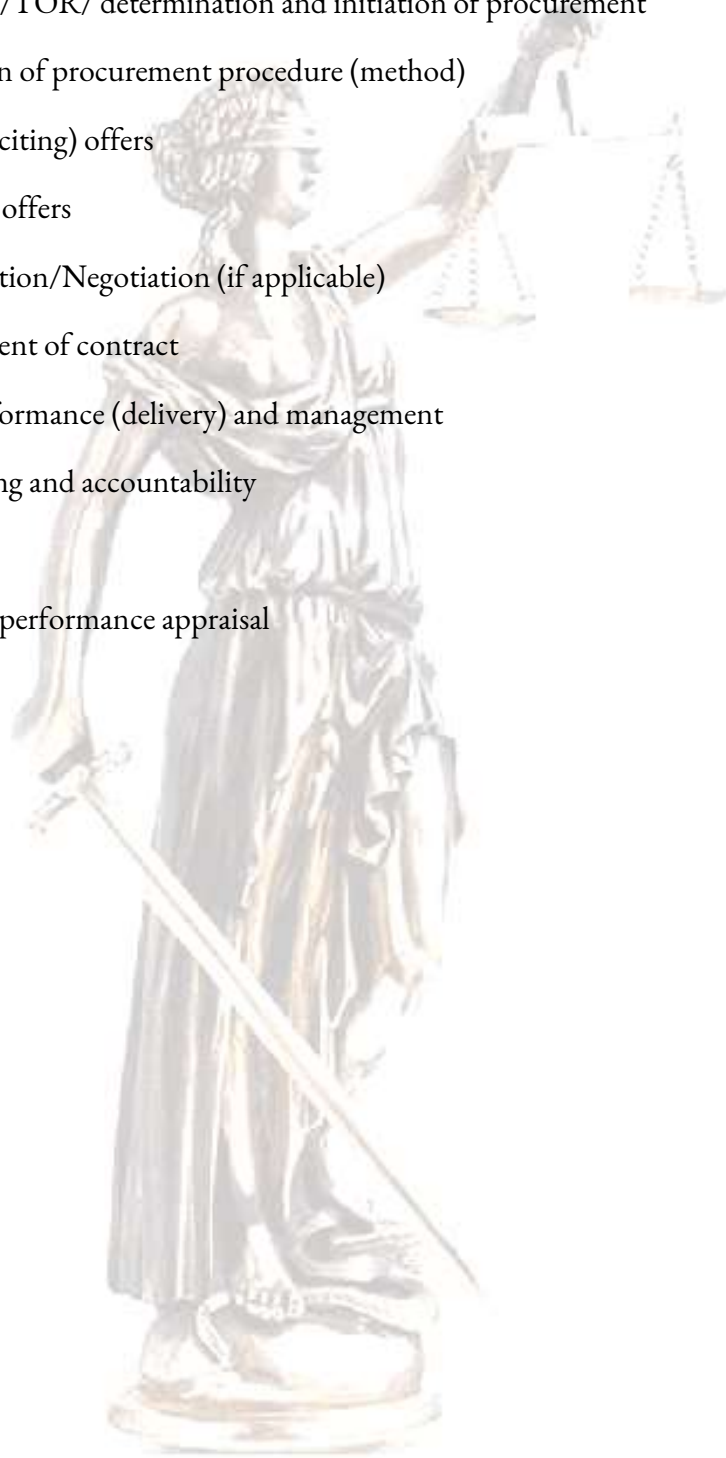 /TOR/ determination and initiation of procurement
n of procurement procedure (method)
citing) offers
offers
tion/Negotiation (if applicable)
ent of contract
formance (delivery) and management
ng and accountability
performance appraisal